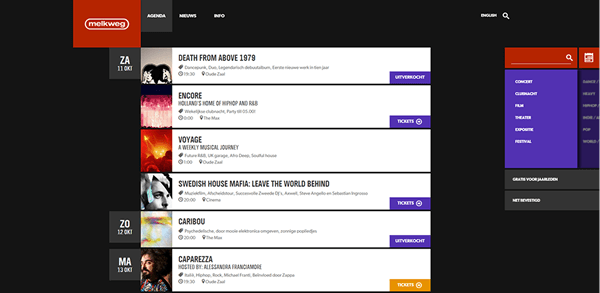 melkweg
AGENDA
NIEUWS
INFO
ENGLISH
ZA
11 OKT
DEATH FROM ABOVE 1979
Dancepunk, Duo, Legendarisch debuutalbum, Eerste nieuwe werk in tien jaar
19:30 Oude Zaal
UITVERKOCHT
ENCORE
HOLLAND'S HOME OF HIPHOP AND R&B
Wekelijkse clubnacht, Party till 05:00!
0:00 The Max
TICKETS
VOYAGE
A WEEKLY MUSICAL JOURNEY
Future R&B, UK garage, Afro Deep, Soulful house
1:00 Oude Zaal
SWEDISH HOUSE MAFIA: LEAVE THE WORLD BEHIND
Muziekfilm, Afscheidstour, Succesvolle Zweedse DJ's, Axwell, Steve Angello en Sebastian Ingrosso
20:00 Cinema
TICKETS
ZO
12 OKT
CARIBOU
Psychedelische, door mooie elektronica omgeven, zonnige popliedjes
20:00 The Max
UITVERKOCHT
MA
13 OKT
CAPAREZZA
HOSTED BY: ALESSANDRA FRANCIAMORE
Italië, Hiphop, Rock, Michael Franti, Beïnvloed door Zappa
19:30 Oude Zaal
TICKETS
CONCERT
CLUBNACHT
FILM
THEATER
EXPOSITIE
FESTIVAL
DANCE /
HEAVY
HIPHOP /
INDIE / A
POP
WORLD /
GRATIS VOOR JAARLEDEN
NET BEVESTIGD